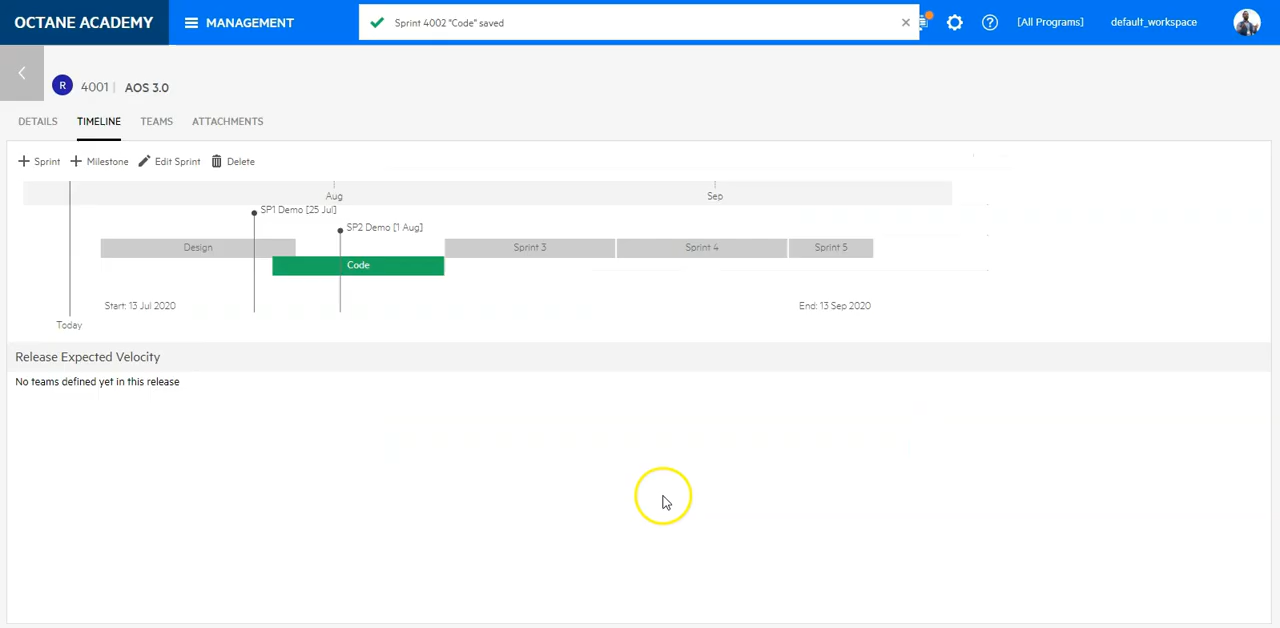 OCTANE ACADEMY
MANAGEMENT
Sprint 4002 "Code" saved
[All Programs]
default_workspace
R
4001 | AOS 3.0
DETAILS
TIMELINE
TEAMS
ATTACHMENTS
Sprint
Milestone
Edit Sprint
Delete
Aug
Sep
SP1 Demo [25 Jul]
SP2 Demo [1 Aug]
Design
Sprint 3
Sprint 4
Sprint 5
Code
Start: 13 Jul 2020
End: 13 Sep 2020
Today
Release Expected Velocity
No teams defined yet in this release